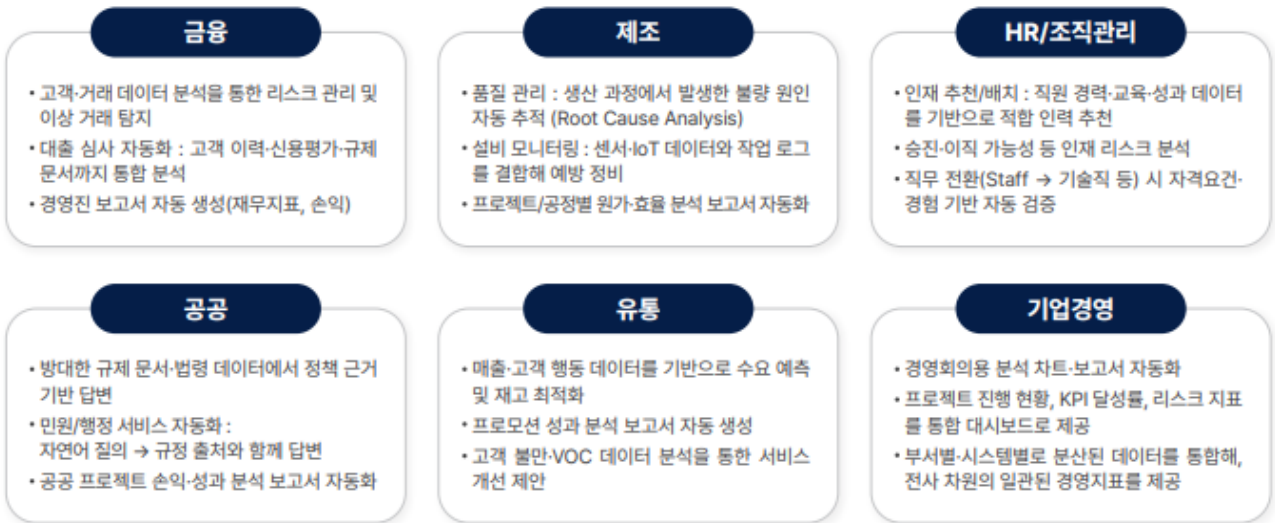 금융
• 고객·거래 데이터 분석을 통한 리스크 관리 및
이상 거래 탐지
• 대출 심사 자동화 : 고객 이력·신용평가·규제
문서까지 통합 분석
• 경영진 보고서 자동 생성(재무지표, 손익)
제조
• 품질 관리 : 생산 과정에서 발생한 불량 원인
자동 추적 (Root Cause Analysis)
• 설비 모니터링 : 센서·IoT 데이터와 작업 로그
를 결합해 예방 정비
• 프로젝트/공정별 원가·효율 분석 보고서 자동화
HR/조직관리
• 인재 추천/배치 : 직원 경력·교육·성과 데이터
를 기반으로 적합 인력 추천
• 승진·이직 가능성 등 인재 리스크 분석
• 직무 전환(Staff → 기술직 등) 시 자격요건·
경험 기반 자동 검증
공공
• 방대한 규제 문서·법령 데이터에서 정책 근거
기반 답변
• 민원/행정 서비스 자동화 :
자연어 질의 → 규정 출처와 함께 답변
• 공공 프로젝트 손익·성과 분석 보고서 자동화
유통
• 매출·고객 행동 데이터를 기반으로 수요 예측
및 재고 최적화
• 프로모션 성과 분석 보고서 자동 생성
• 고객 불만·VOC 데이터 분석을 통한 서비스
개선 제안
기업경영
• 경영회의용 분석 차트·보고서 자동화
• 프로젝트 진행 현황, KPI 달성률, 리스크 지표
를 통합 대시보드로 제공
• 부서별·시스템별로 분산된 데이터를 통합해,
전사 차원의 일관된 경영지표를 제공